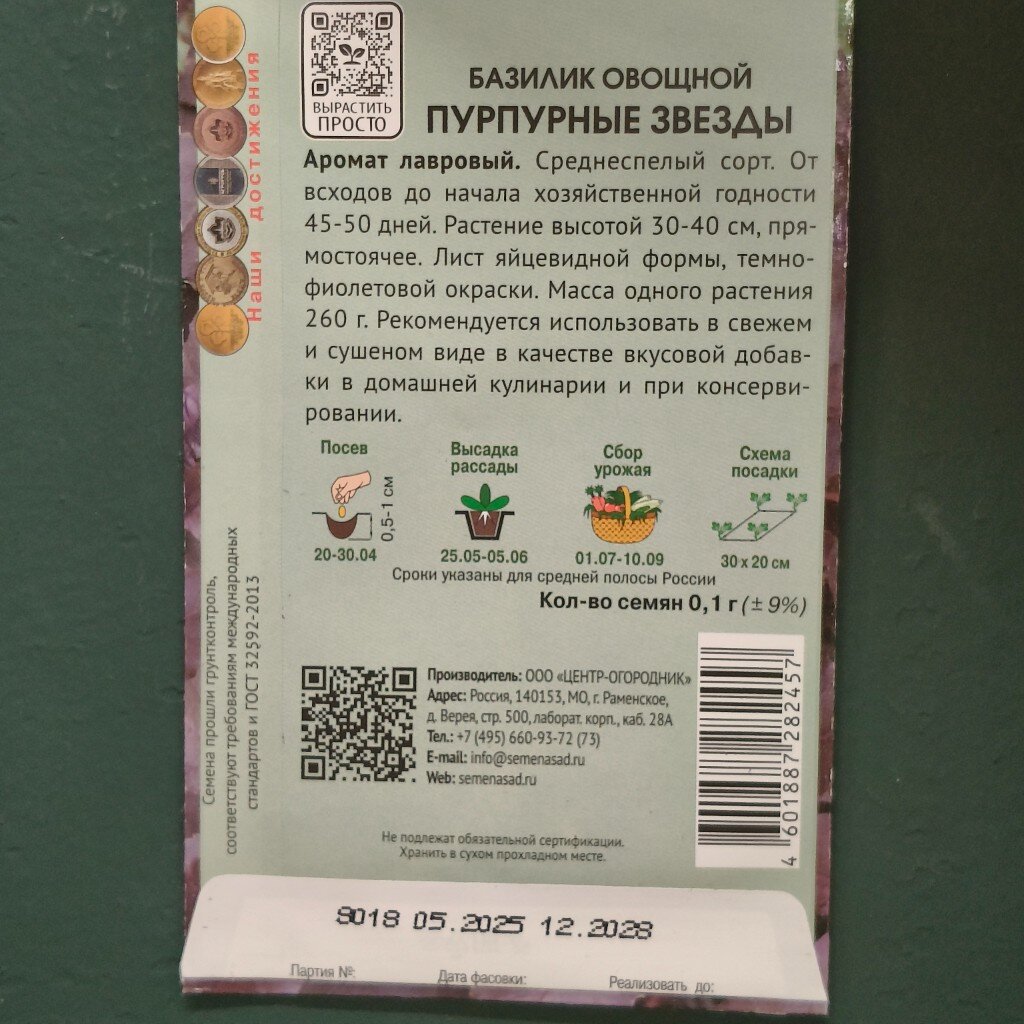 ВЫРАСТИТЬ
ПРОСТО
БАЗИЛИК ОВОЩНОЙ
ПУРПУРНЫЕ ЗВЕЗДЫ
Наши достижения
Аромат лавровый. Среднеспелый сорт. От
всходов до начала хозяйственной годности
45-50 дней. Растение высотой 30-40 см, пря-
мостоячее. Лист яйцевидной формы, темно-
фиолетовой окраски. Масса одного растения
260 г. Рекомендуется использовать в свежем
и сушеном виде в качестве вкусовой добав-
ки в домашней кулинарии и при консерви-
ровании.
Посев
0,5-1 см
20-30.04
Высадка
рассады
25.05-05.06
Сбор
урожая
01.07-10.09
Схема
посадки
30 x 20 см
Сроки указаны для средней полосы России
Кол-во семян 0,1 г (± 9%)
Семена прошли грунтконтроль,
соответствуют требованиям международных
стандартов и ГОСТ 32592-2013
Производитель: ООО «ЦЕНТР-ОГОРОДНИК»
Адрес: Россия, 140153, МО, г. Раменское,
д. Верея, стр. 500, лаборат. корп., каб. 28А
Тел.: +7 (495) 660-93-72 (73)
E-mail: info@semenasad.ru
Web: semenasad.ru
4 601887 282457
Не подлежат обязательной сертификации.
Хранить в сухом прохладном месте.
8018 05.2025 12.2028
Партия №:
Дата фасовки:
Реализовать до: